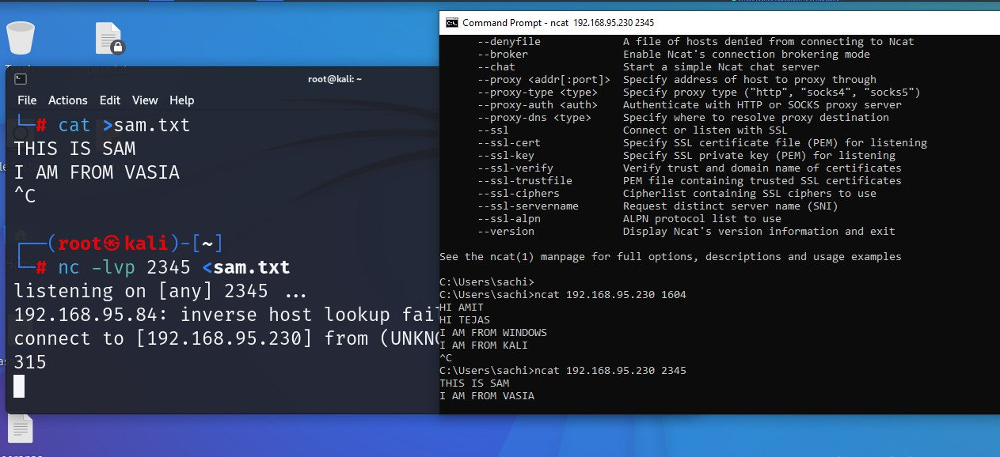 root@kali: ~
File Actions Edit View Help
└─# cat >sam.txt
THIS IS SAM
I AM FROM VASIA
^C
┌──(root㉿kali)-[~]
└─# nc -lvp 2345 <sam.txt
listening on [any] 2345 ...
192.168.95.84: inverse host lookup fai
connect to [192.168.95.230] from (UNKN
315
Command Prompt - ncat 192.168.95.230 2345
--denyfile A file of hosts denied from connecting to Ncat
--broker Enable Ncat's connection brokering mode
--chat Start a simple Ncat chat server
--proxy <addr[:port]> Specify address of host to proxy through
--proxy-type <type> Specify proxy type ("http", "socks4", "socks5")
--proxy-auth <auth> Authenticate with HTTP or SOCKS proxy server
--proxy-dns <type> Specify where to resolve proxy destination
--ssl Connect or listen with SSL
--ssl-cert Specify SSL certificate file (PEM) for listening
--ssl-key Specify SSL private key (PEM) for listening
--ssl-verify Verify trust and domain name of certificates
--ssl-trustfile PEM file containing trusted SSL certificates
--ssl-ciphers Cipherlist containing SSL ciphers to use
--ssl-servername Request distinct server name (SNI)
--ssl-alpn ALPN protocol list to use
--version Display Ncat's version information and exit
See the ncat(1) manpage for full options, descriptions and usage examples
C:\Users\sachi>
C:\Users\sachi>ncat 192.168.95.230 1604
HI AMIT
HI TEJAS
I AM FROM WINDOWS
I AM FROM KALI
^C
C:\Users\sachi>ncat 192.168.95.230 2345
THIS IS SAM
I AM FROM VASIA